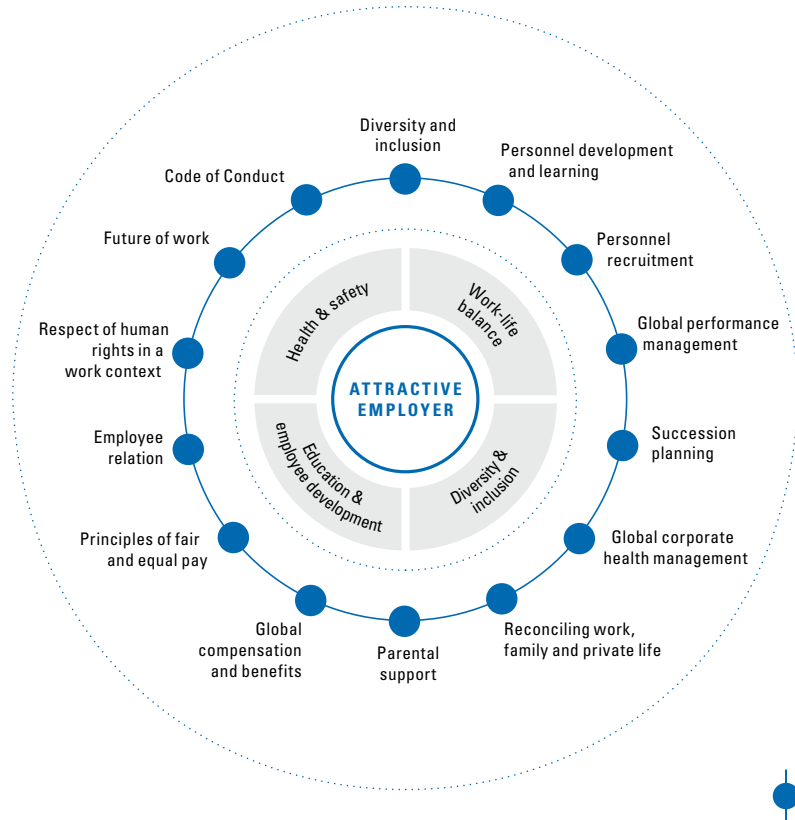 Diversity and
inclusion
Personnel development
and learning
Personnel
recruitment
Global performance
management
Succession
planning
Global corporate
health management
Reconciling work,
family and private life
Parental
support
Global
compensation
and benefits
Principles of fair
and equal pay
Employee
relation
Respect of human
rights in a
work context
Future of work
Code of Conduct
Health & safety
Work-life
balance
Diversity &
inclusion
Education &
employee development
ATTRACTIVE
EMPLOYER